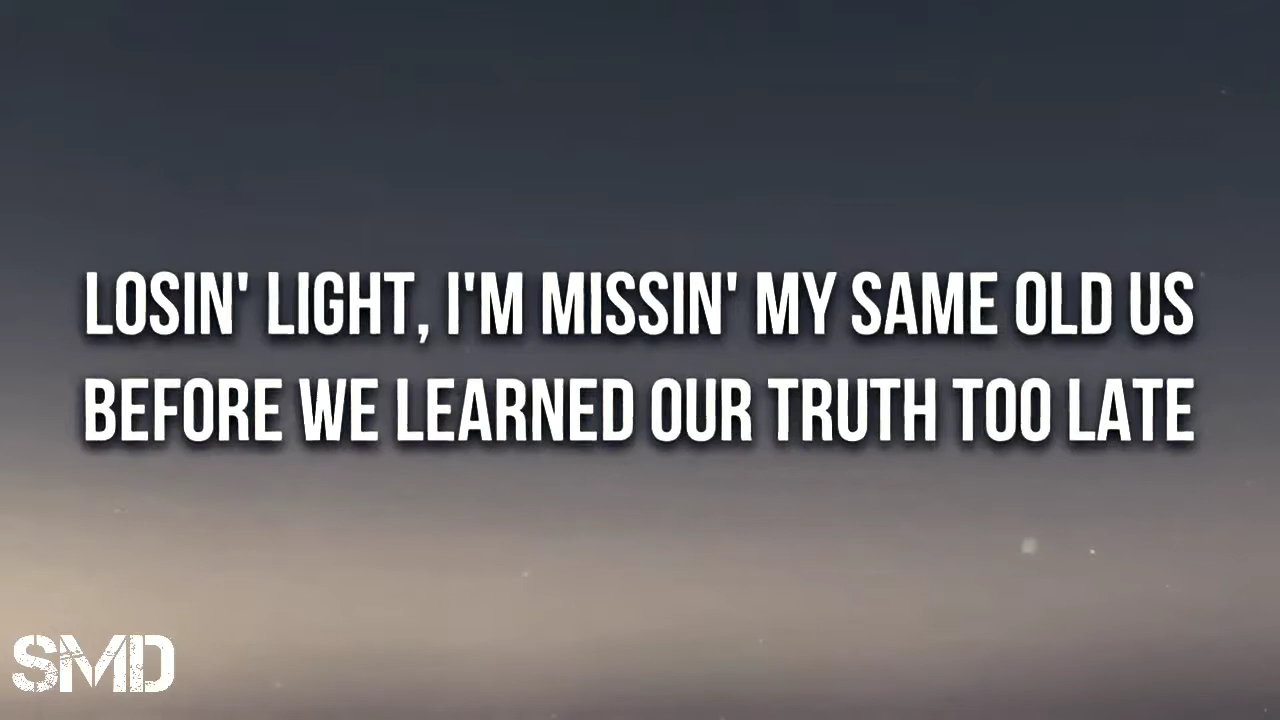 LOSIN' LIGHT, I'M MISSIN' MY SAME OLD US
BEFORE WE LEARNED OUR TRUTH TOO LATE
SMD